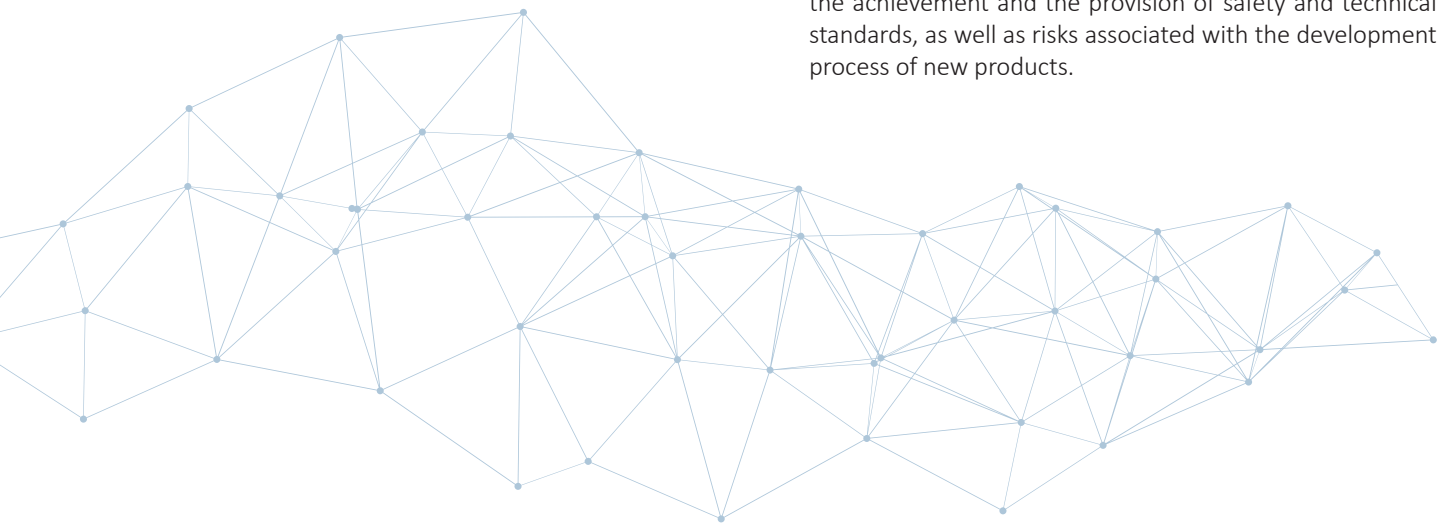 the achievement and the provision of safety and technical
standards, as well as risks associated with the development
process of new products.